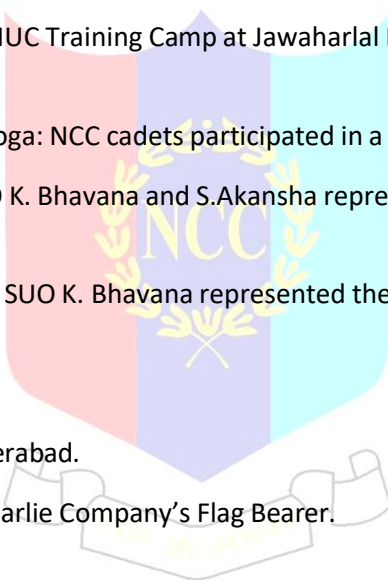 IUC Training Camp at Jawaharlal
oga: NCC cadets participated in a
K. Bhavana and S.Akansha repre
SUO K. Bhavana represented the
NCC
erabad.
arlie Company's Flag Bearer.